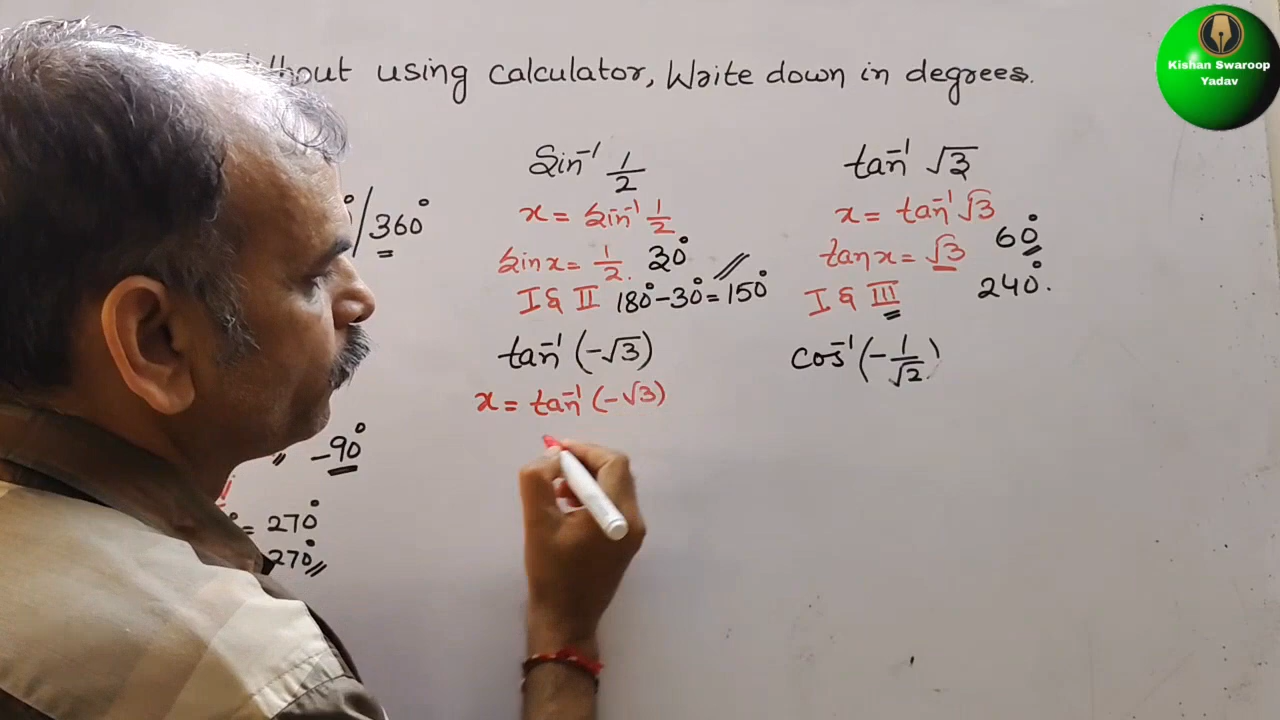 without using calculator, Write down in degrees.
Sin⁻¹ 1/2
x = Sin⁻¹ 1/2
Sin x = 1/2. 30°
I & II 180° - 30° = 150°
tan⁻¹ √3
x = tan⁻¹ √3
tan x = √3 60°
I & III 240°.
/360°
-90°
= 270°
270°
tan⁻¹ (-√3)
x = tan⁻¹ (-√3)
cos⁻¹ (-1/√2)
Kishan Swaroop
Yadav